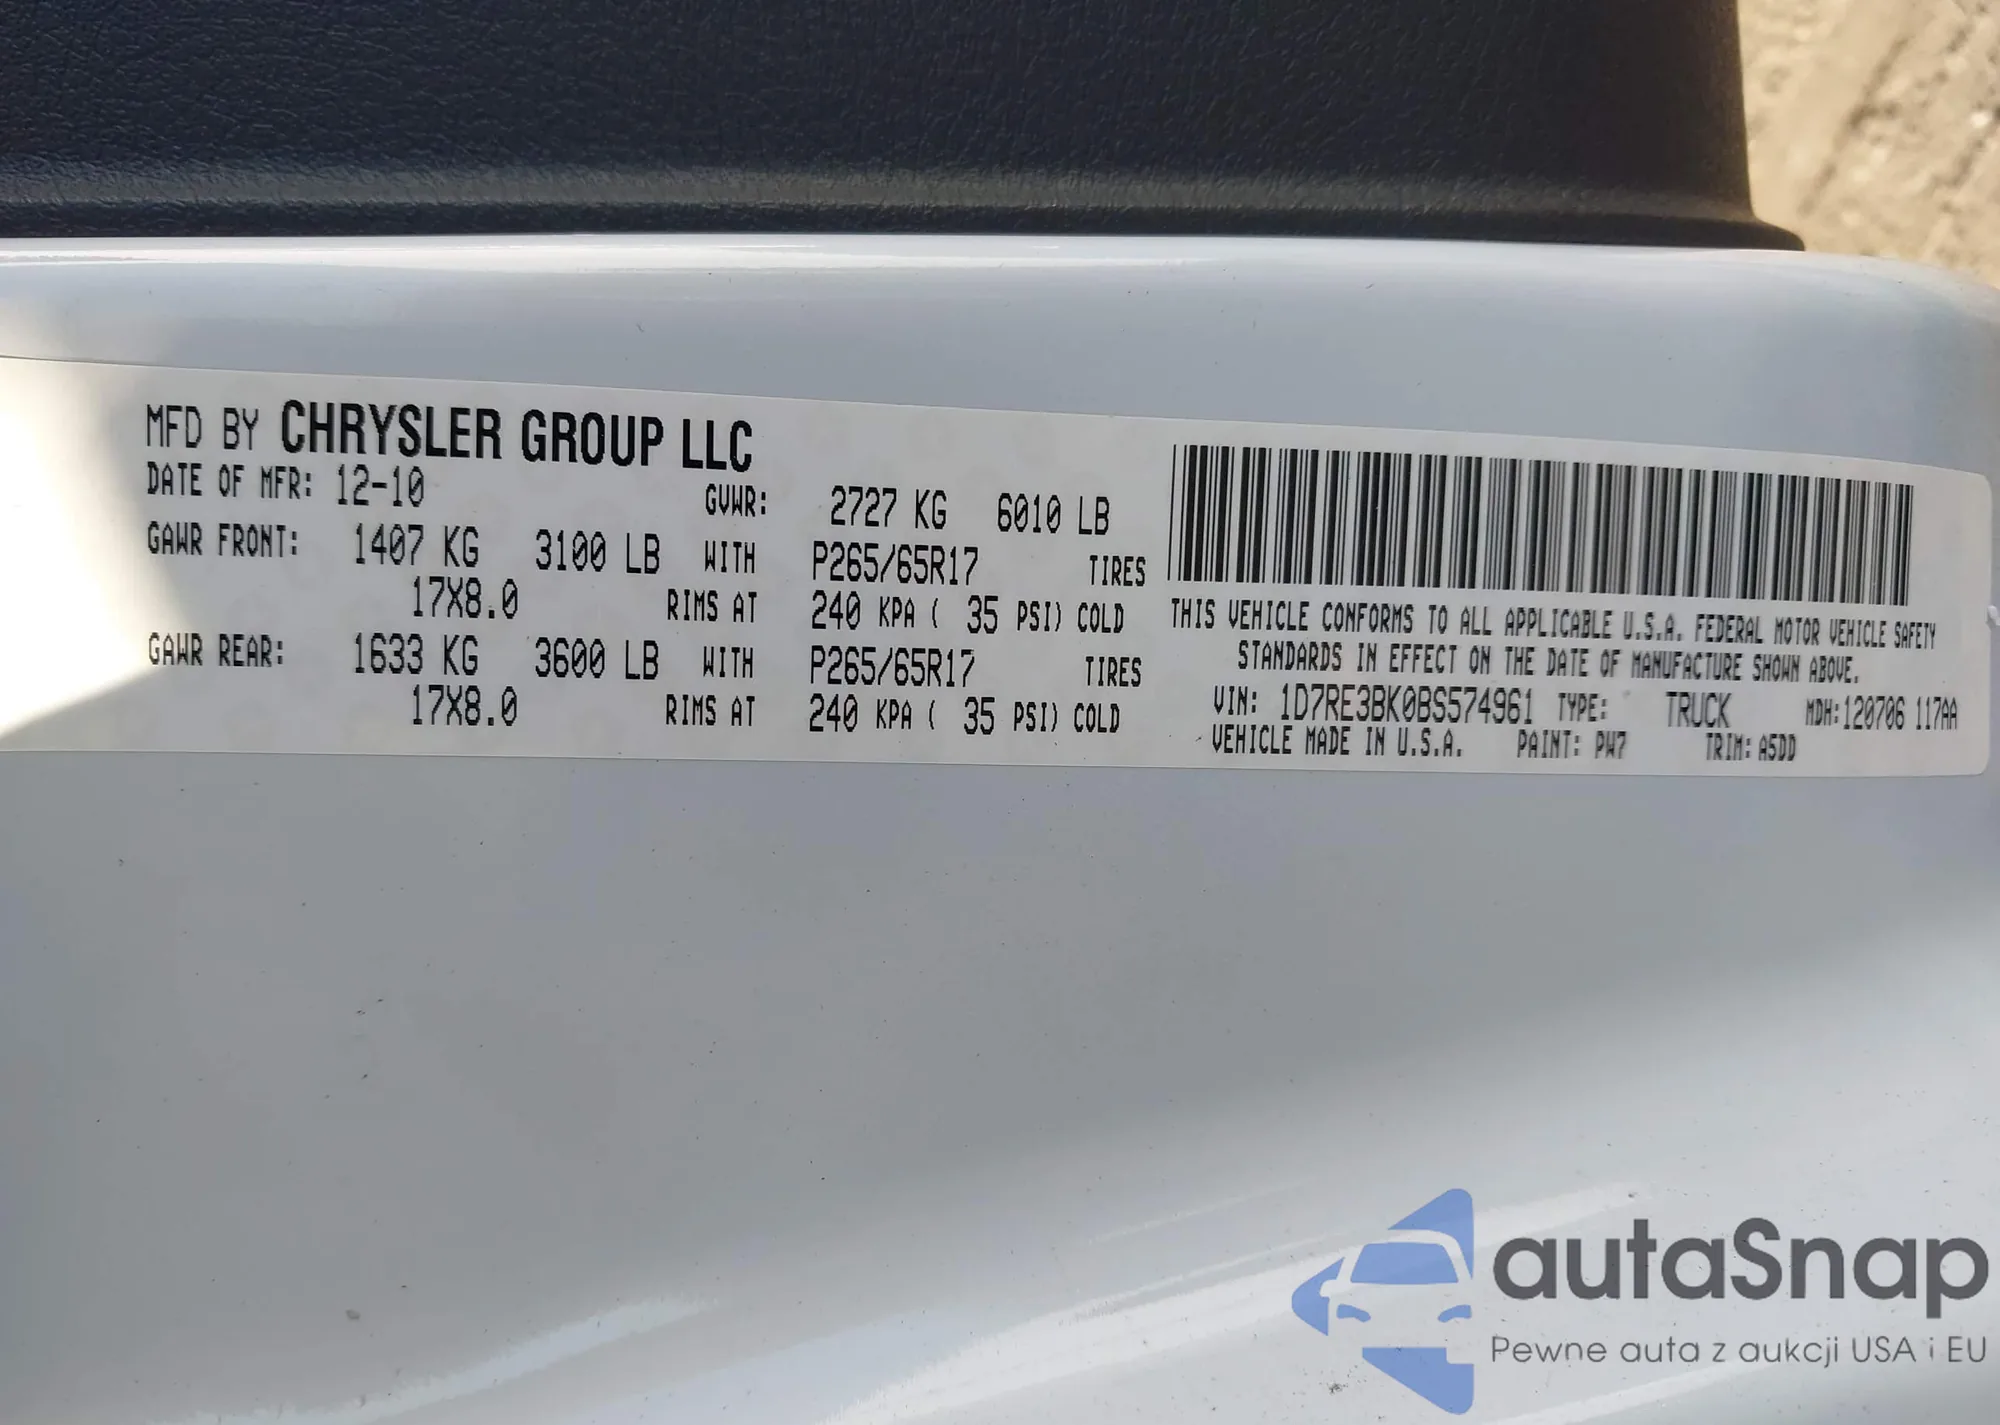 MFD BY CHRYSLER GROUP LLC
DATE OF MFR: 12-10 GVWR: 2727 KG 6010 LB
GAWR FRONT: 1407 KG 3100 LB WITH P265/65R17 TIRES
17X8.0 RIMS AT 240 KPA ( 35 PSI) COLD
GAWR REAR: 1633 KG 3600 LB WITH P265/65R17 TIRES
17X8.0 RIMS AT 240 KPA ( 35 PSI) COLD
THIS VEHICLE CONFORMS TO ALL APPLICABLE U.S.A. FEDERAL MOTOR VEHICLE SAFETY
STANDARDS IN EFFECT ON THE DATE OF MANUFACTURE SHOWN ABOVE.
VIN: 1D7RE3BK0BS574961 TYPE: TRUCK MDH:120706 117AA
VEHICLE MADE IN U.S.A. PAINT: PW7 TRIM: A5DD
autaSnap
Pewne auta z aukcji USA i EU